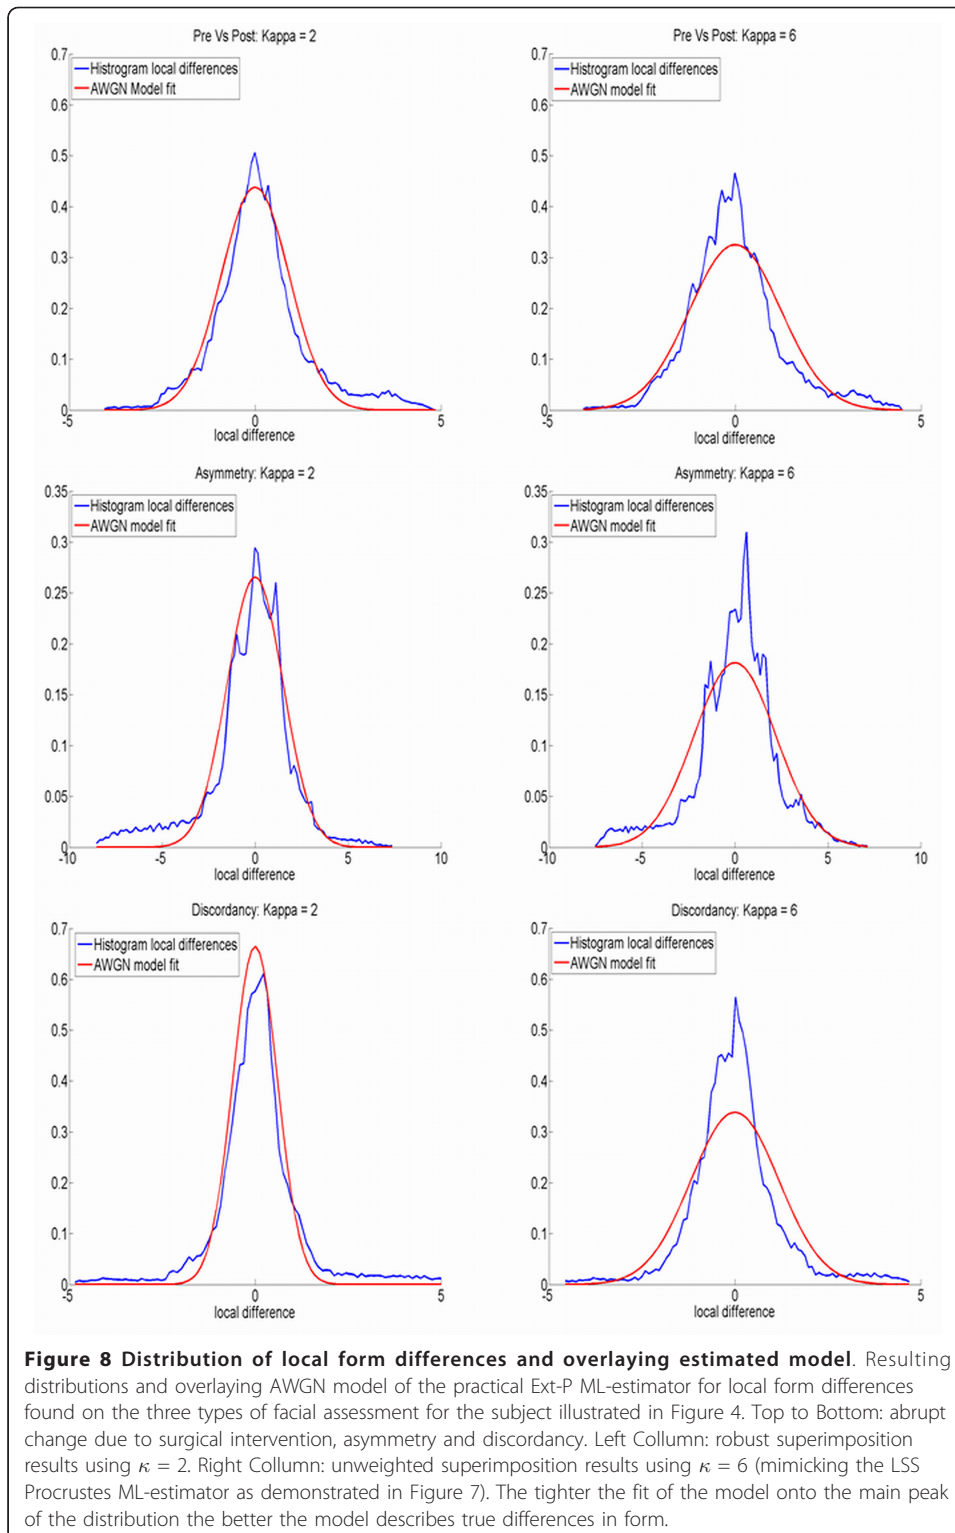 Pre Vs Post: Kappa = 2
0.7
0.6
0.5
0.4
0.3
0.2
0.1
0
Histrogram local differences
AWGN Model fit
-5
0
5
local difference
Pre Vs Post: Kappa = 6
0.7
0.6
0.5
0.4
0.3
0.2
0.1
0
Histogram local differences
AWGN model fit
-5
0
5
local difference
Asymmetry: Kappa = 2
0.35
0.3
0.25
0.2
0.15
0.1
0.05
0
Histogram local differences
AWGN model fit
-10
-5
0
5
10
local difference
Asymmetry: Kappa = 6
0.35
0.3
0.25
0.2
0.15
0.1
0.05
0
Histogram local differences
AWGN model fit
-10
-5
0
5
10
local difference
Discordancy: Kappa = 2
0.7
0.6
0.5
0.4
0.3
0.2
0.1
0
Histogram local differences
AWGN model fit
-5
0
5
local difference
Discordancy: Kappa = 6
0.7
0.6
0.5
0.4
0.3
0.2
0.1
0
Histogram local differences
AWGN model fit
-5
0
5
local difference
Figure 8 Distribution of local form differences and overlaying estimated model. Resulting
distributions and overlaying AWGN model of the practical Ext-P ML-estimator for local form differences
found on the three types of facial assessment for the subject illustrated in Figure 4. Top to Bottom: abrupt
change due to surgical intervention, asymmetry and discordancy. Left Collumn: robust superimposition
results using κ = 2. Right Collumn: unweighted superimposition results using κ = 6 (mimicking the LSS
Procrustes ML-estimator as demonstrated in Figure 7). The tighter the fit of the model onto the main peak
of the distribution the better the model describes true differences in form.